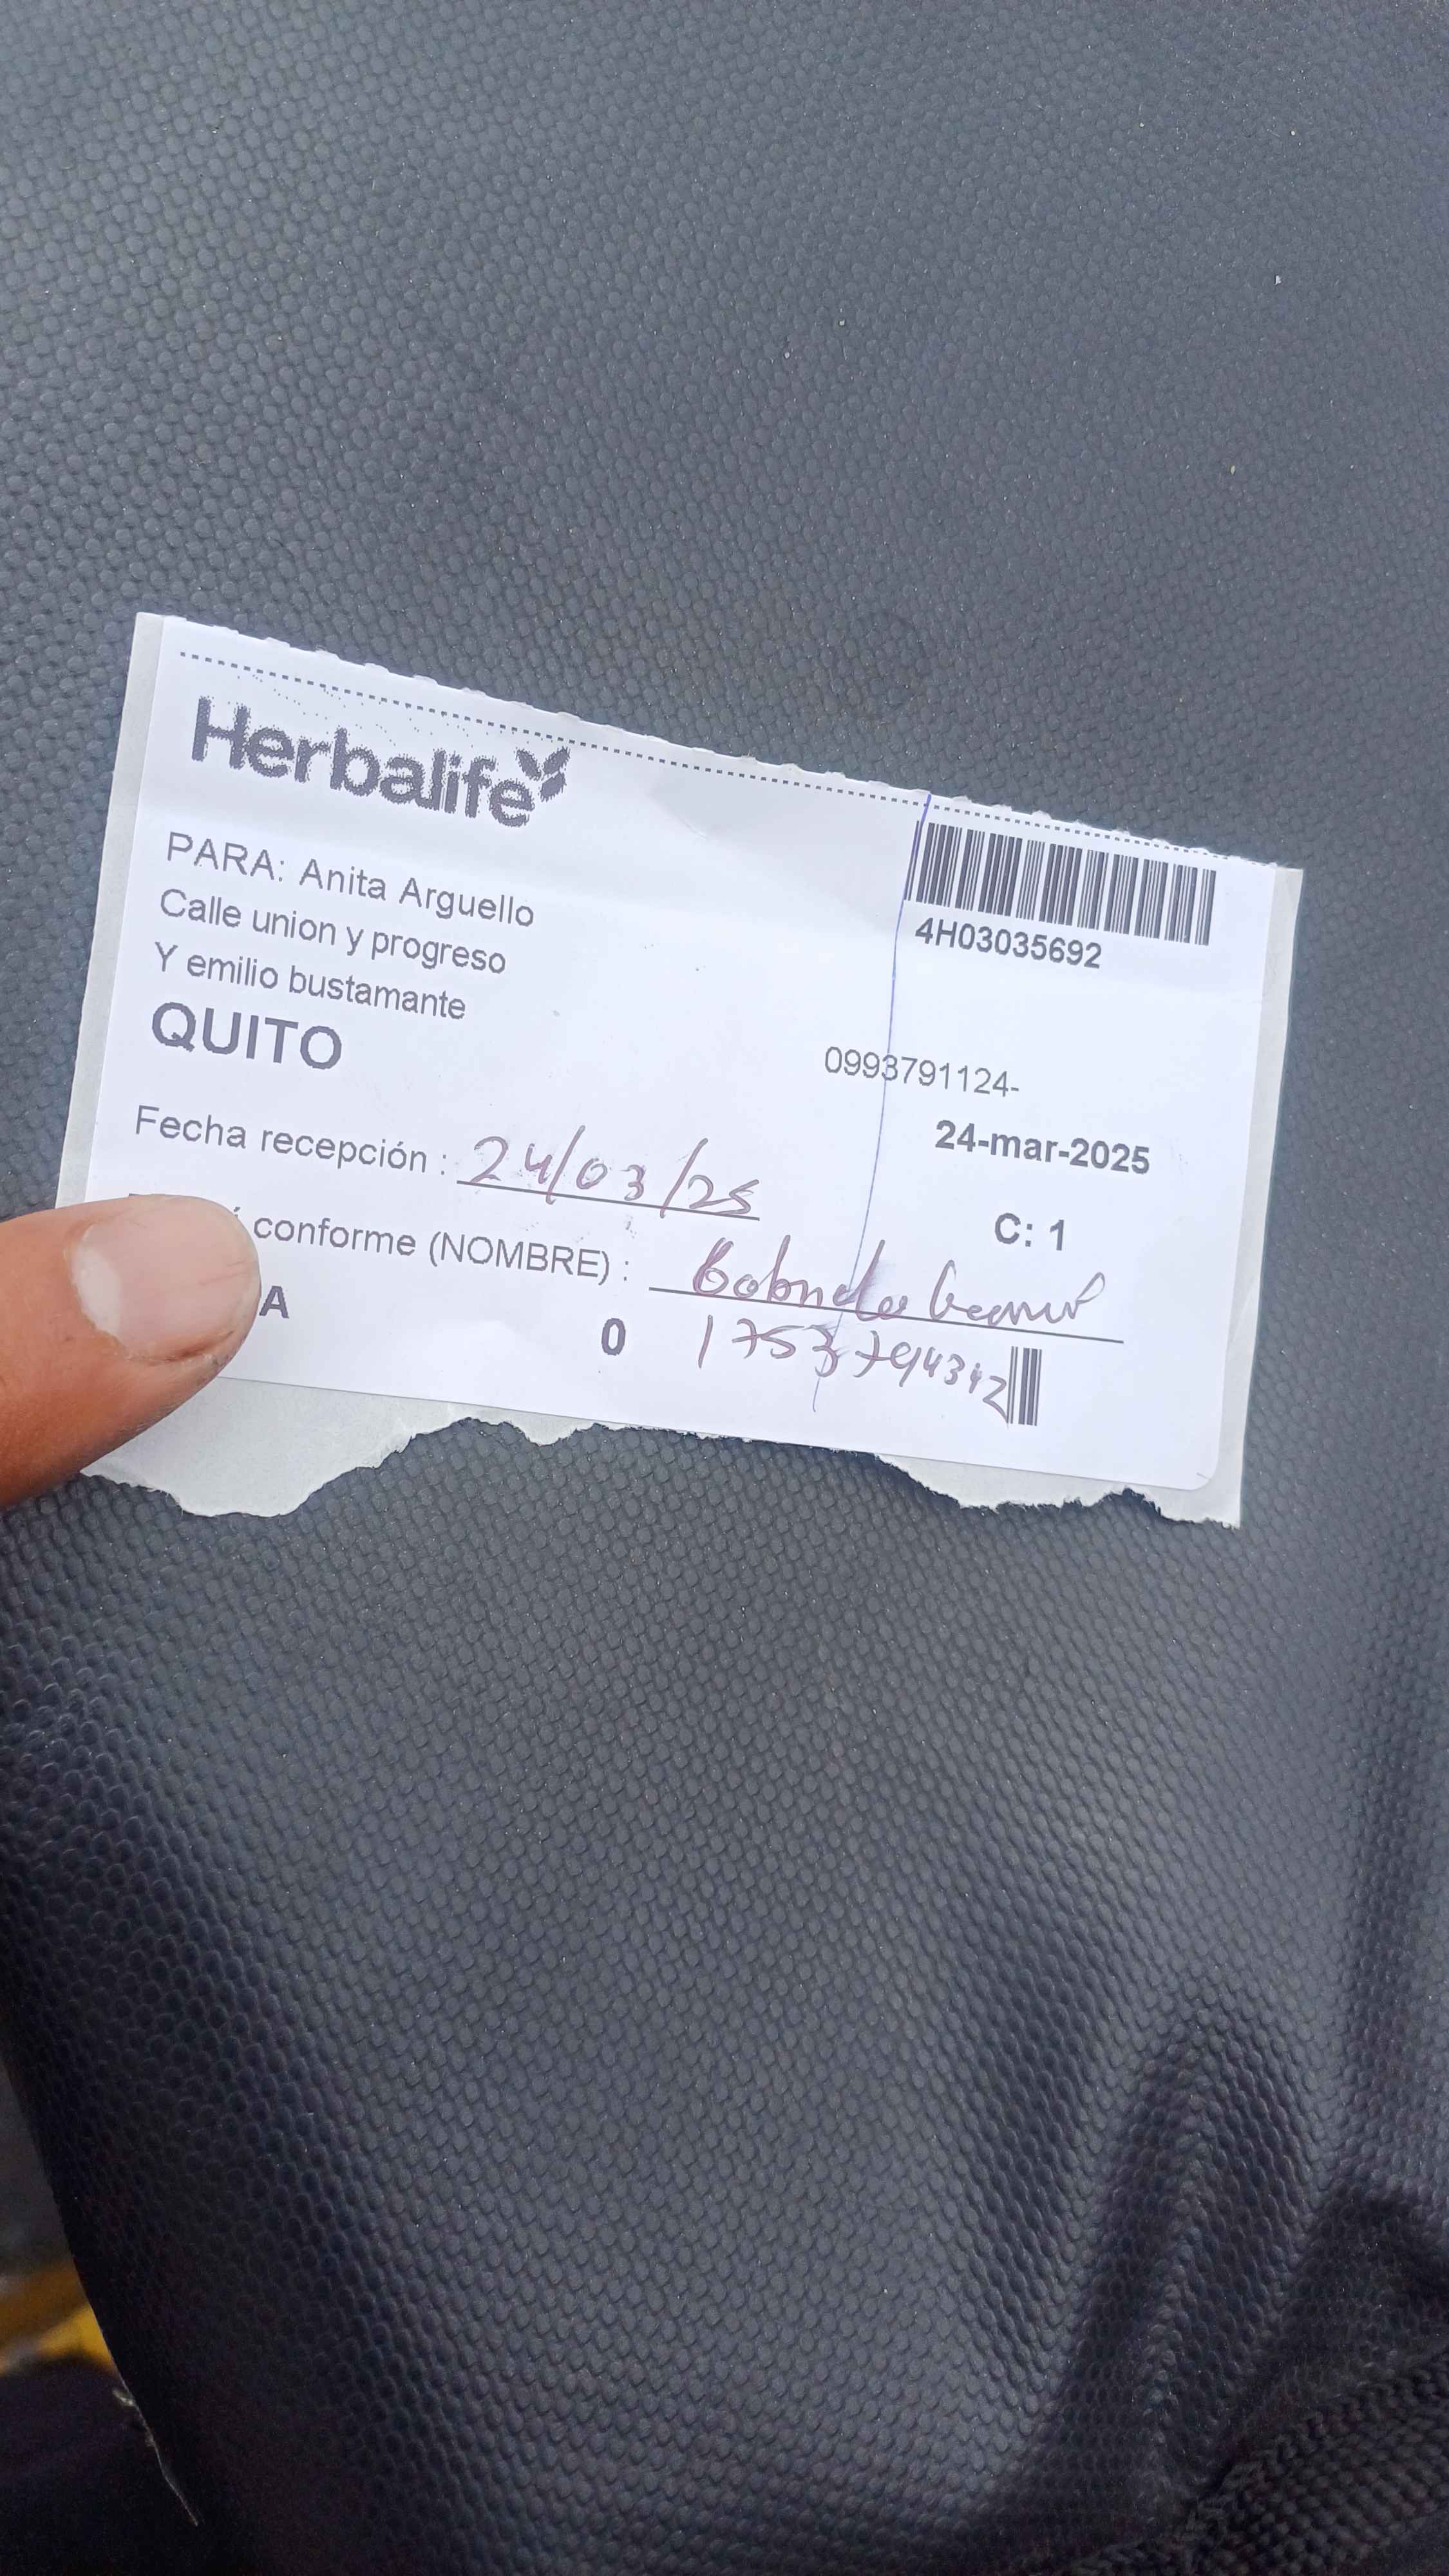 Herbalife
PARA: Anita Arguello
Calle union y progreso
Y emilio bustamante
QUITO
4H03035692
0993791124-
24-mar-2025
Fecha recepción : 24/03/25
C: 1
conforme (NOMBRE) :
A
0